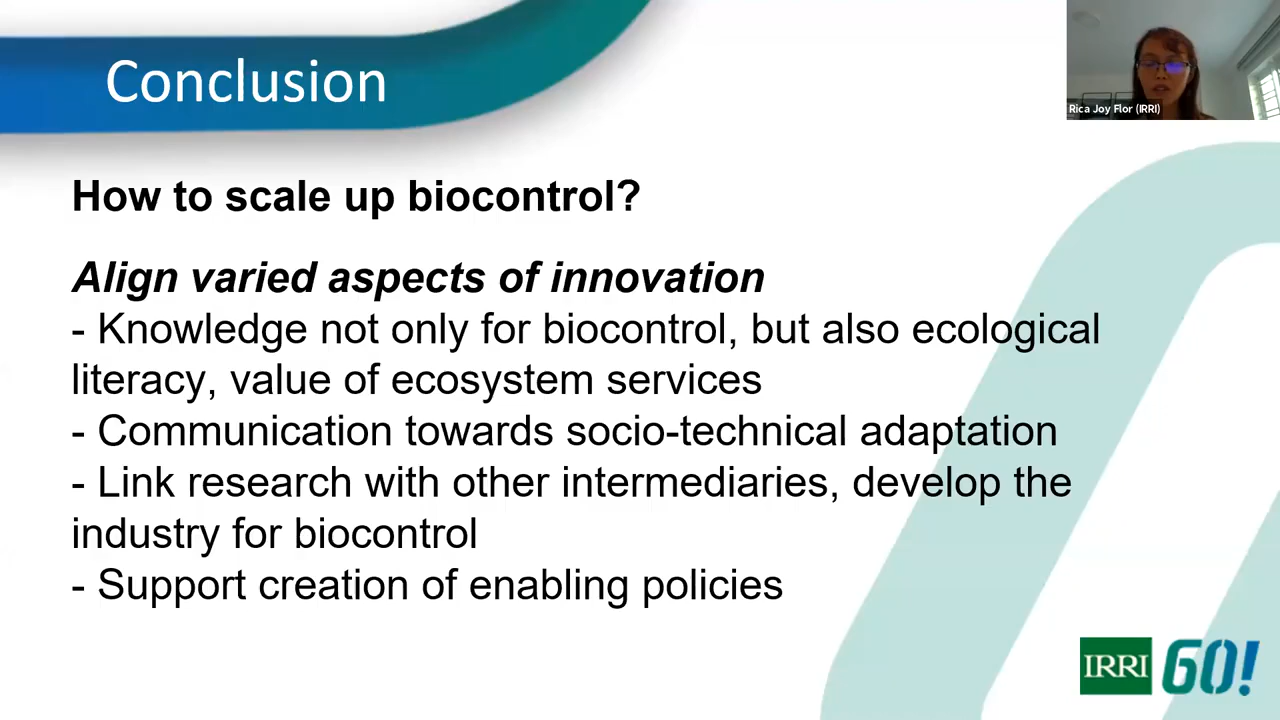 Conclusion
Rica Joy Flor (IRRI)
How to scale up biocontrol?
Align varied aspects of innovation
- Knowledge not only for biocontrol, but also ecological
literacy, value of ecosystem services
- Communication towards socio-technical adaptation
- Link research with other intermediaries, develop the
industry for biocontrol
- Support creation of enabling policies
IRRI 60!